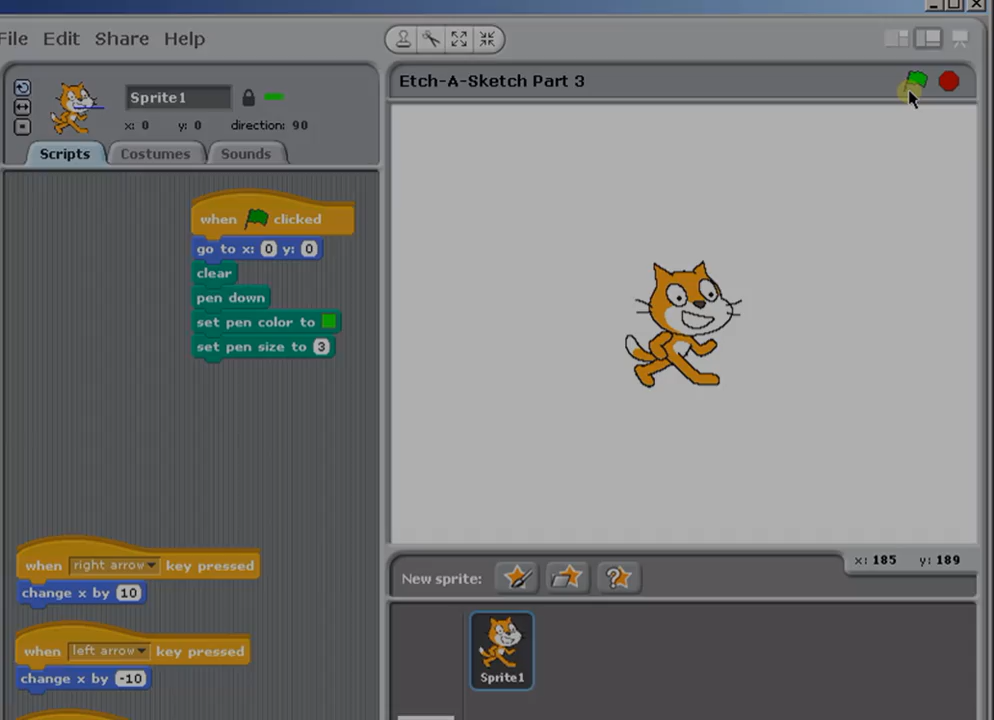 File Edit Share Help
Etch-A-Sketch Part 3
Sprite1
x: 0 y: 0 direction: 90
Scripts Costumes Sounds
when clicked
go to x: 0 y: 0
clear
pen down
set pen color to
set pen size to 3
when right arrow key pressed
change x by 10
when left arrow key pressed
change x by -10
x: 185 y: 189
New sprite:
Sprite1